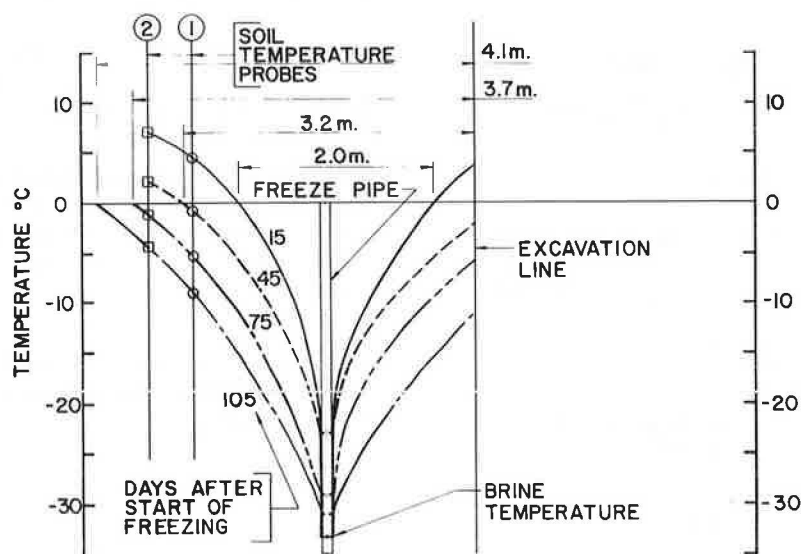 ② ①
SOIL
TEMPERATURE
PROBES
4.1m.
3.7m.
3.2 m.
2.0m.
FREEZE PIPE
TEMPERATURE °C
10
0
-10
-20
-30
10
0
-10
-20
-30
15
45
75
105
EXCAVATION
LINE
DAYS AFTER
START OF
FREEZING
BRINE
TEMPERATURE